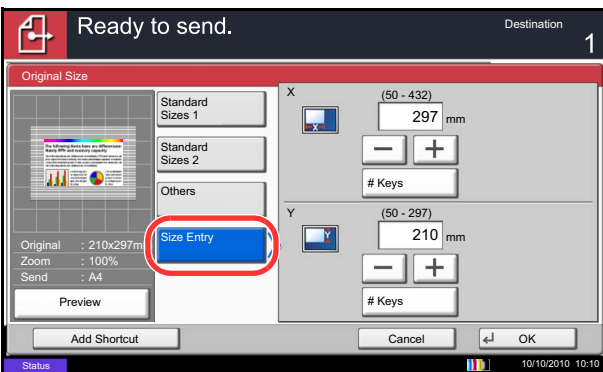 Ready to send.
Destination
1
Original Size
Standard
Sizes 1
Standard
Sizes 2
Others
Size Entry
X
(50 - 432)
297 mm
X
# Keys
Y
(50 - 297)
210 mm
Y
# Keys
Original : 210x297m
Zoom : 100%
Send : A4
Preview
Add Shortcut
Cancel
OK
Status
10/10/2010 10:10